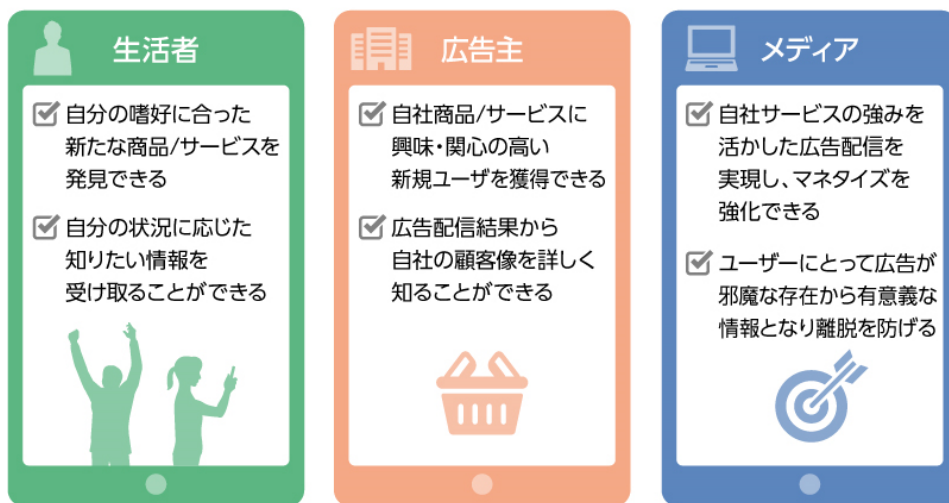 生活者
自分の嗜好に合った
新たな商品/サービスを
発見できる
自分の状況に応じた
知りたい情報を
受け取ることができる
広告主
自社商品/サービスに
興味・関心の高い
新規ユーザを獲得できる
広告配信結果から
自社の顧客像を詳しく
知ることができる
メディア
自社サービスの強みを
活かした広告配信を
実現し、マネタイズを
強化できる
ユーザーにとって広告が
邪魔な存在から有意義な
情報となり離脱を防げる